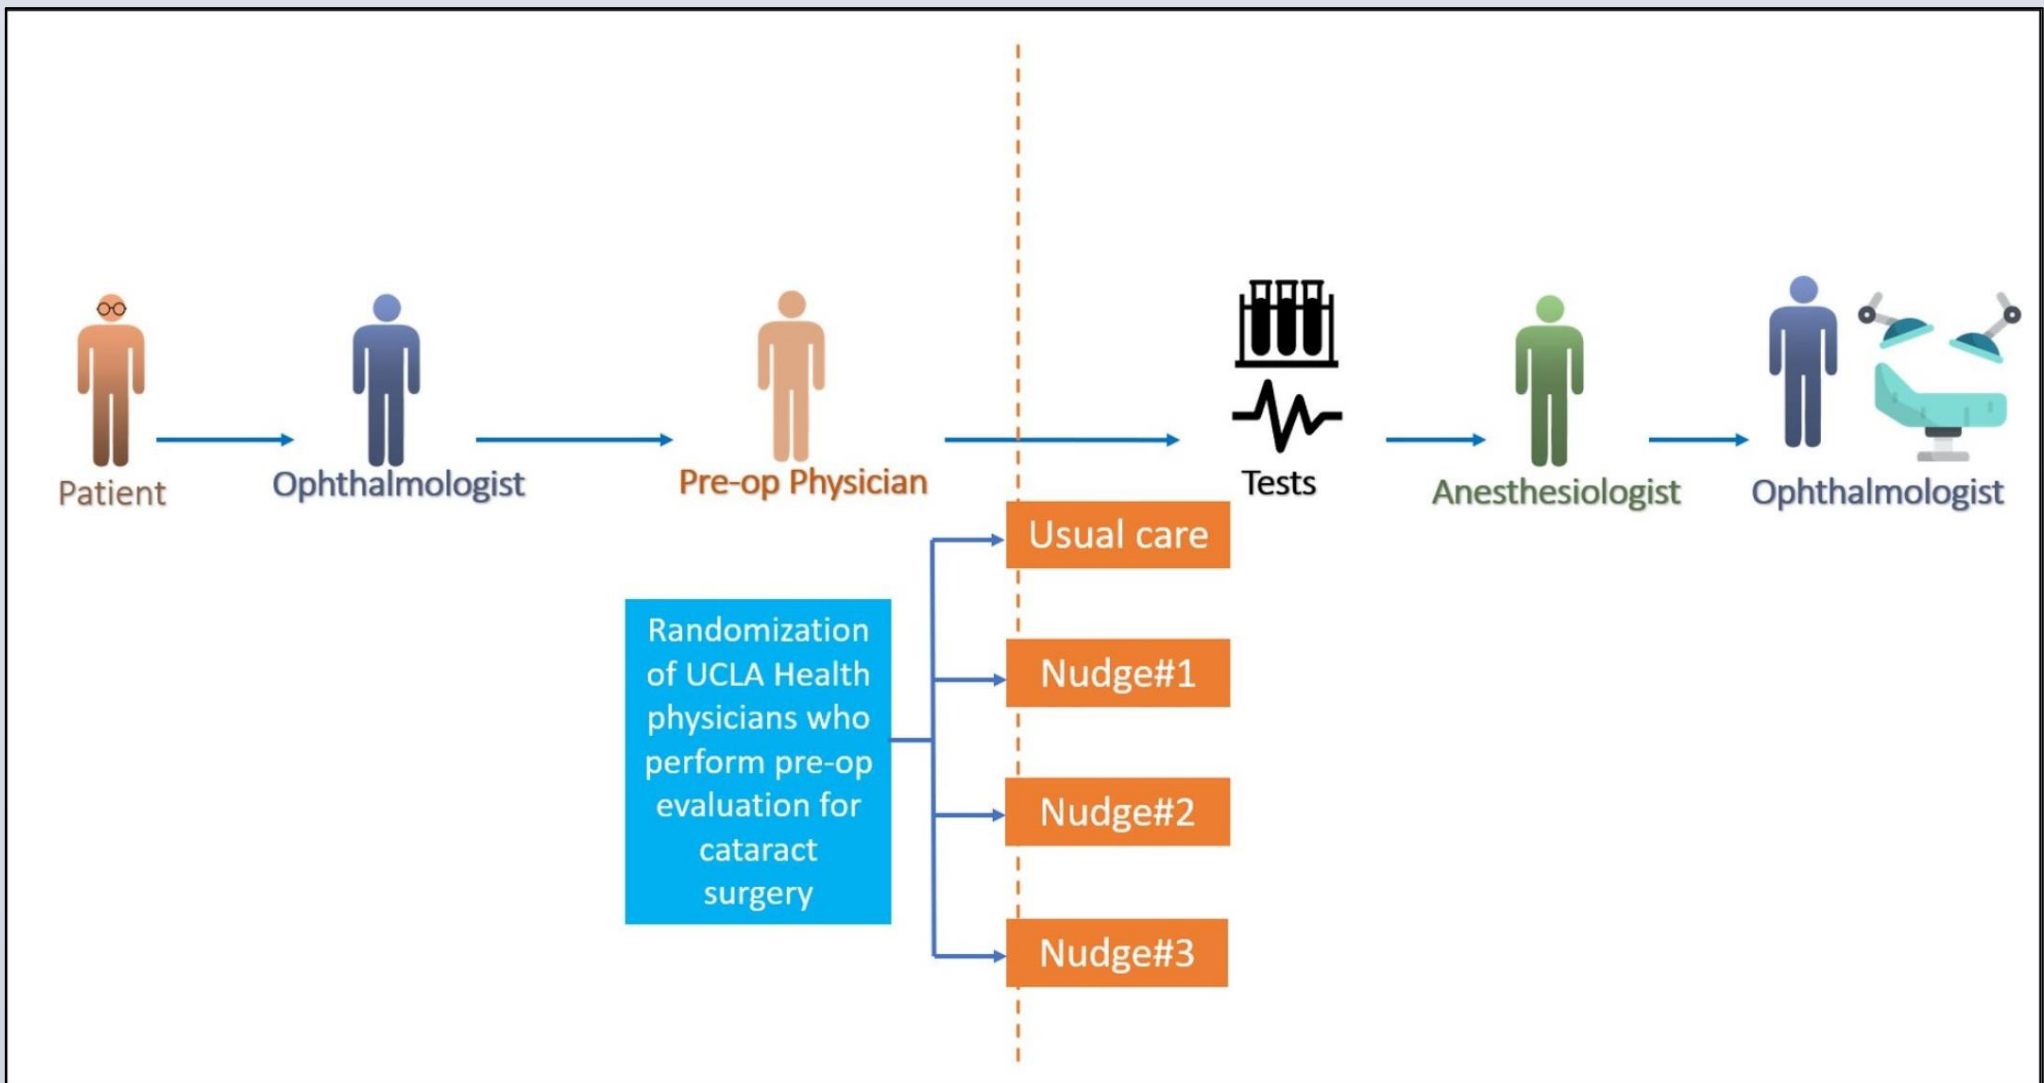 Patient
Ophthalmologist
Pre-op Physician
Tests
Anesthesiologist
Ophthalmologist
Randomization
of UCLA Health
physicians who
perform pre-op
evaluation for
cataract
surgery
Usual care
Nudge#1
Nudge#2
Nudge#3